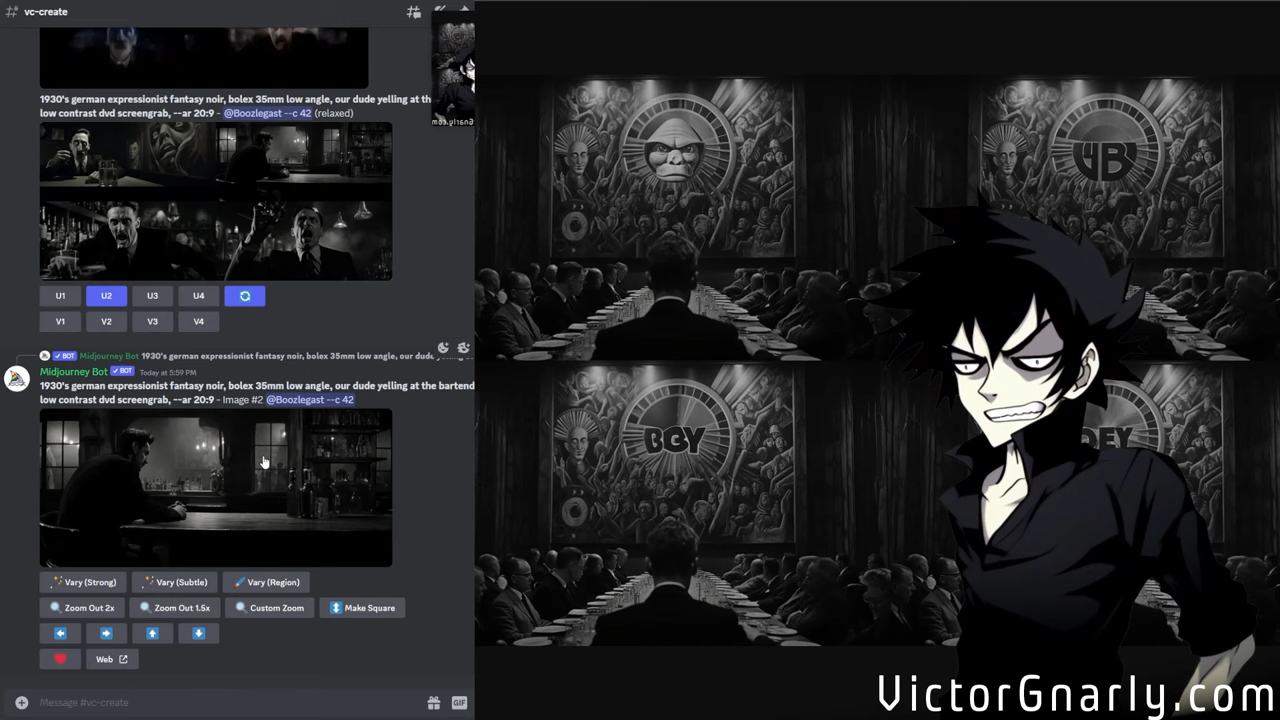 vc-create
1930's german expressionist fantasy noir, bolex 35mm low angle, our dude yelling at th
low contrast dvd screengrab, --ar 20:9 - @Boozlegast --c 42 (relaxed)
U1 U2 U3 U4
V1 V2 V3 V4
BOT Midjourney Bot 1930's german expressionist fantasy noir, bolex 35mm low angle, our dude
Midjourney Bot BOT Today at 5:59 PM
1930's german expressionist fantasy noir, bolex 35mm low angle, our dude yelling at the bartend
low contrast dvd screengrab, --ar 20:9 - Image #2 @Boozlegast --c 42
Vary (Strong) Vary (Subtle) Vary (Region)
Zoom Out 2x Zoom Out 1.5x Custom Zoom Make Square
Web
Message #vc-create
GIF
BGY
VictorGnarly.com